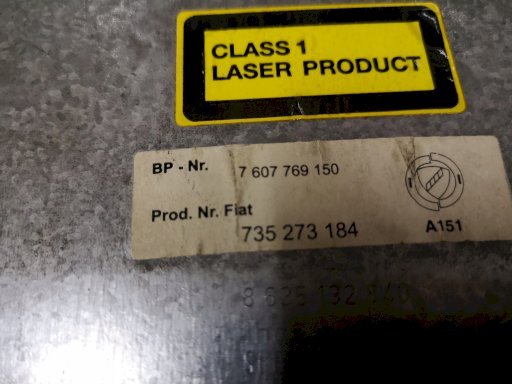 CLASS 1
LASER PRODUCT
BP - Nr. 7 607 769 150
Prod. Nr. Fiat
735 273 184
A151